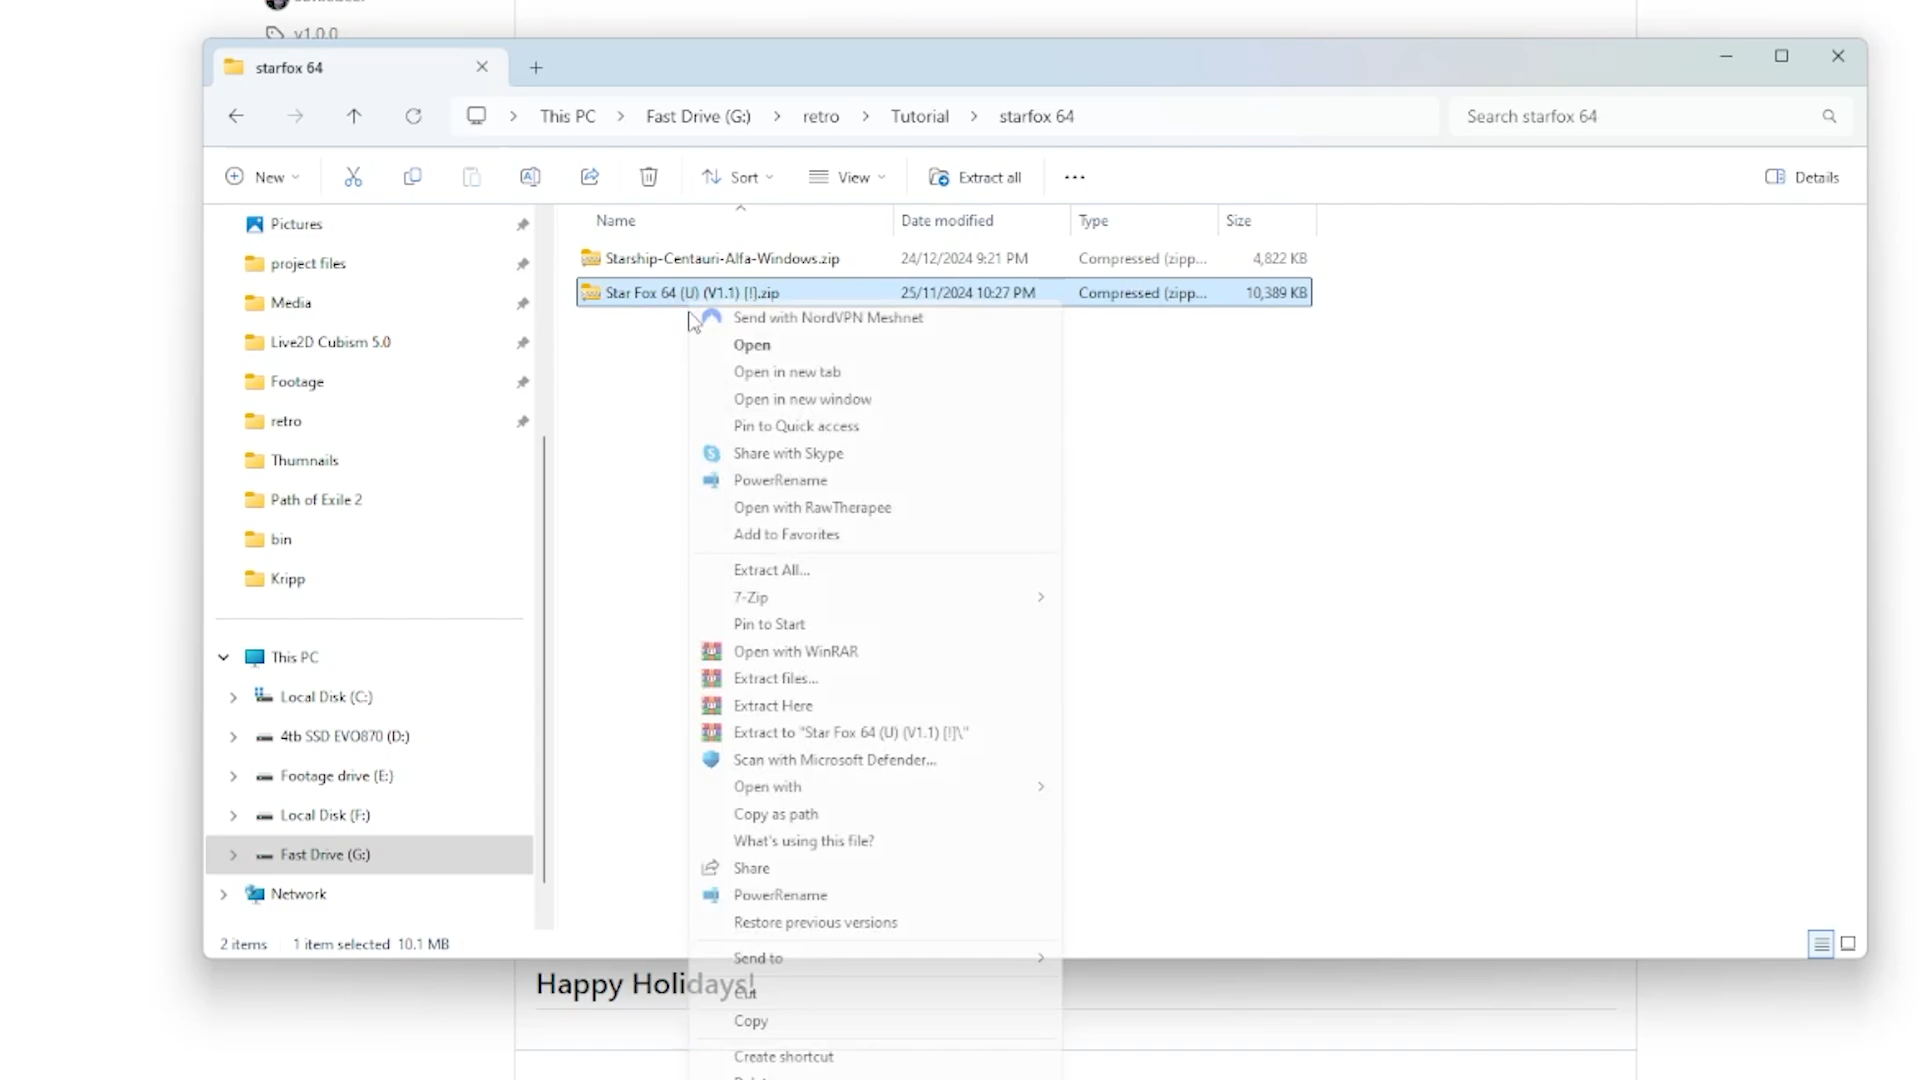 v1.0.0
starfox 64
This PC
Fast Drive (G:)
retro
Tutorial
starfox 64
Search starfox 64
New
Sort
View
Extract all
Details
Name
Date modified
Type
Size
Starship-Centauri-Alfa-Windows.zip
24/12/2024 9:21 PM
Compressed (zipp...
4,822 KB
Star Fox 64 (U) (V1.1) [!].zip
25/11/2024 10:27 PM
Compressed (zipp...
10,389 KB
Pictures
project files
Media
Live2D Cubism 5.0
Footage
retro
Thumnails
Path of Exile 2
bin
Kripp
This PC
Local Disk (C:)
4tb SSD EVO870 (D:)
Footage drive (E:)
Local Disk (F:)
Fast Drive (G:)
Network
Send with NordVPN Meshnet
Open
Open in new tab
Open in new window
Pin to Quick access
Share with Skype
PowerRename
Open with RawTherapee
Add to Favorites
Extract All...
7-Zip
Pin to Start
Open with WinRAR
Extract files...
Extract Here
Extract to "Star Fox 64 (U) (V1.1) [!]\"
Scan with Microsoft Defender...
Open with
Copy as path
What's using this file?
Share
PowerRename
Restore previous versions
Send to
Cut
Copy
Create shortcut
2 items
1 item selected 10.1 MB
Happy Holidays!